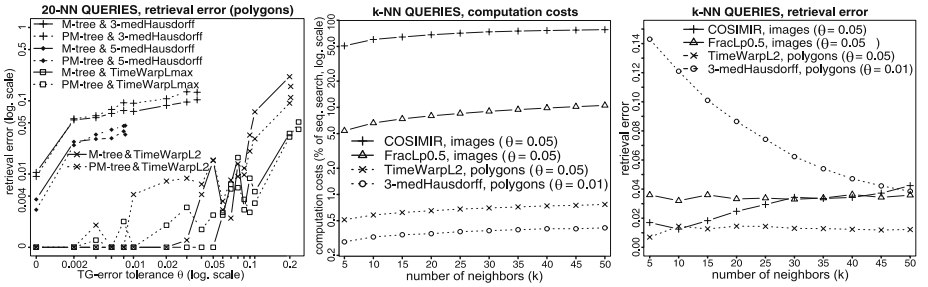 20-NN QUERIES, retrieval error (polygons)
M-tree & 3-medHausdorff
PM-tree & 3-medHausdorff
M-tree & 5-medHausdorff
PM-tree & 5-medHausdorff
M-tree & TimeWarpLmax
PM-tree & TimeWarpLmax
M-tree & TimeWarpL2
PM-tree & TimeWarpL2
retrieval error (log. scale)
0.5
0.1
0.05
0.01
0.004
0
0 0.002 0.01 0.05 0.1 0.2
TG-error tolerance θ (log. scale)
k-NN QUERIES, computation costs
computation costs (% of seq. search, log. scale)
100.0
50.0
20.0
10.0
5.0
2.0
1.0
0.5
0.2
COSIMIR, images (θ = 0.05)
FracLp0.5, images (θ = 0.05)
TimeWarpL2, polygons (θ = 0.05)
3-medHausdorff, polygons (θ = 0.01)
5 10 15 20 25 30 35 40 45 50
number of neighbors (k)
k-NN QUERIES, retrieval error
COSIMIR, images (θ = 0.05)
FracLp0.5, images (θ = 0.05 )
TimeWarpL2, polygons (θ = 0.05)
3-medHausdorff, polygons (θ = 0.01)
retrieval error
0.14
0.12
0.10
0.08
0.06
0.04
0.02
0.00
5 10 15 20 25 30 35 40 45 50
number of neighbors (k)